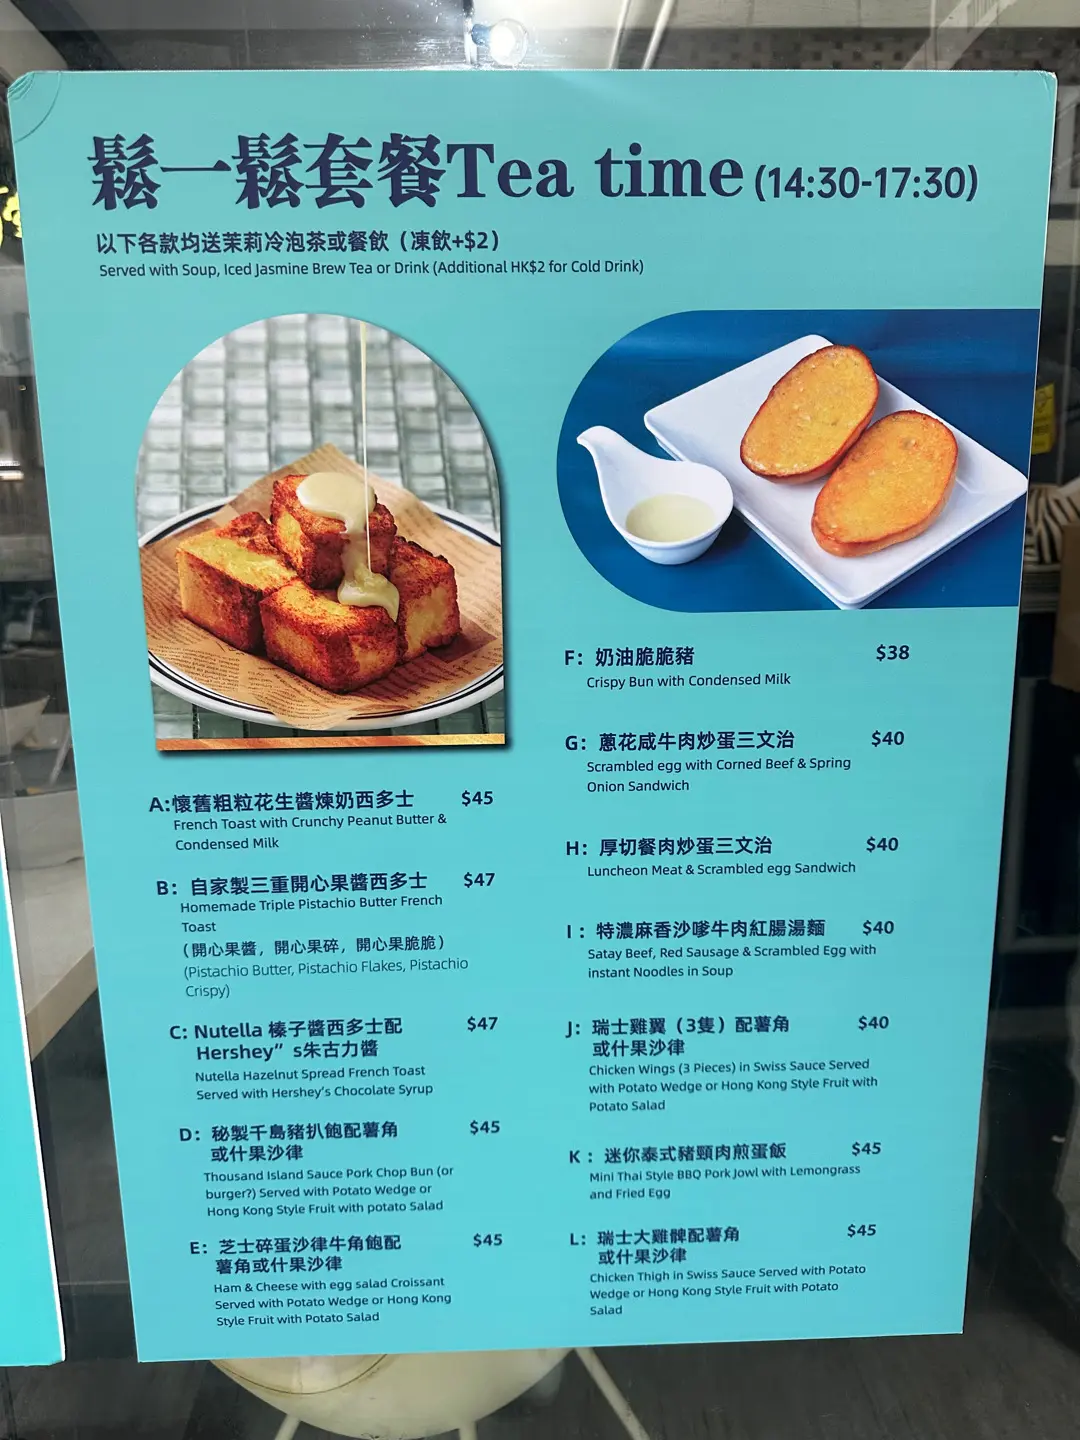 鬆一鬆套餐Tea time (14:30-17:30)
以下各款均送茉莉冷泡茶或餐飲（凍飲+$2）
Served with Soup, Iced Jasmine Brew Tea or Drink (Additional HK$2 for Cold Drink)
A:懷舊粗粒花生醬煉奶西多士 $45
French Toast with Crunchy Peanut Butter &
Condensed Milk
B：自家製三重開心果醬西多士 $47
Homemade Triple Pistachio Butter French
Toast
（開心果醬，開心果碎，開心果脆脆）
(Pistachio Butter, Pistachio Flakes, Pistachio
Crispy)
C: Nutella 榛子醬西多士配 $47
Hershey”s朱古力醬
Nutella Hazelnut Spread French Toast
Served with Hershey's Chocolate Syrup
D：秘製千島豬扒飽配薯角 $45
或什果沙律
Thousand Island Sauce Pork Chop Bun (or
burger?) Served with Potato Wedge or
Hong Kong Style Fruit with potato Salad
E：芝士碎蛋沙律牛角飽配 $45
薯角或什果沙律
Ham & Cheese with egg salad Croissant
Served with Potato Wedge or Hong Kong
Style Fruit with Potato Salad
F：奶油脆脆豬 $38
Crispy Bun with Condensed Milk
G：蔥花咸牛肉炒蛋三文治 $40
Scrambled egg with Corned Beef & Spring
Onion Sandwich
H：厚切餐肉炒蛋三文治 $40
Luncheon Meat & Scrambled egg Sandwich
I：特濃麻香沙嗲牛肉紅腸湯麵 $40
Satay Beef, Red Sausage & Scrambled Egg with
instant Noodles in Soup
J：瑞士雞翼（3隻）配薯角 $40
或什果沙律
Chicken Wings (3 Pieces) in Swiss Sauce Served
with Potato Wedge or Hong Kong Style Fruit with
Potato Salad
K：迷你泰式豬頸肉煎蛋飯 $45
Mini Thai Style BBQ Pork Jowl with Lemongrass
and Fried Egg
L：瑞士大雞髀配薯角 $45
或什果沙律
Chicken Thigh in Swiss Sauce Served with Potato
Wedge or Hong Kong Style Fruit with Potato
Salad